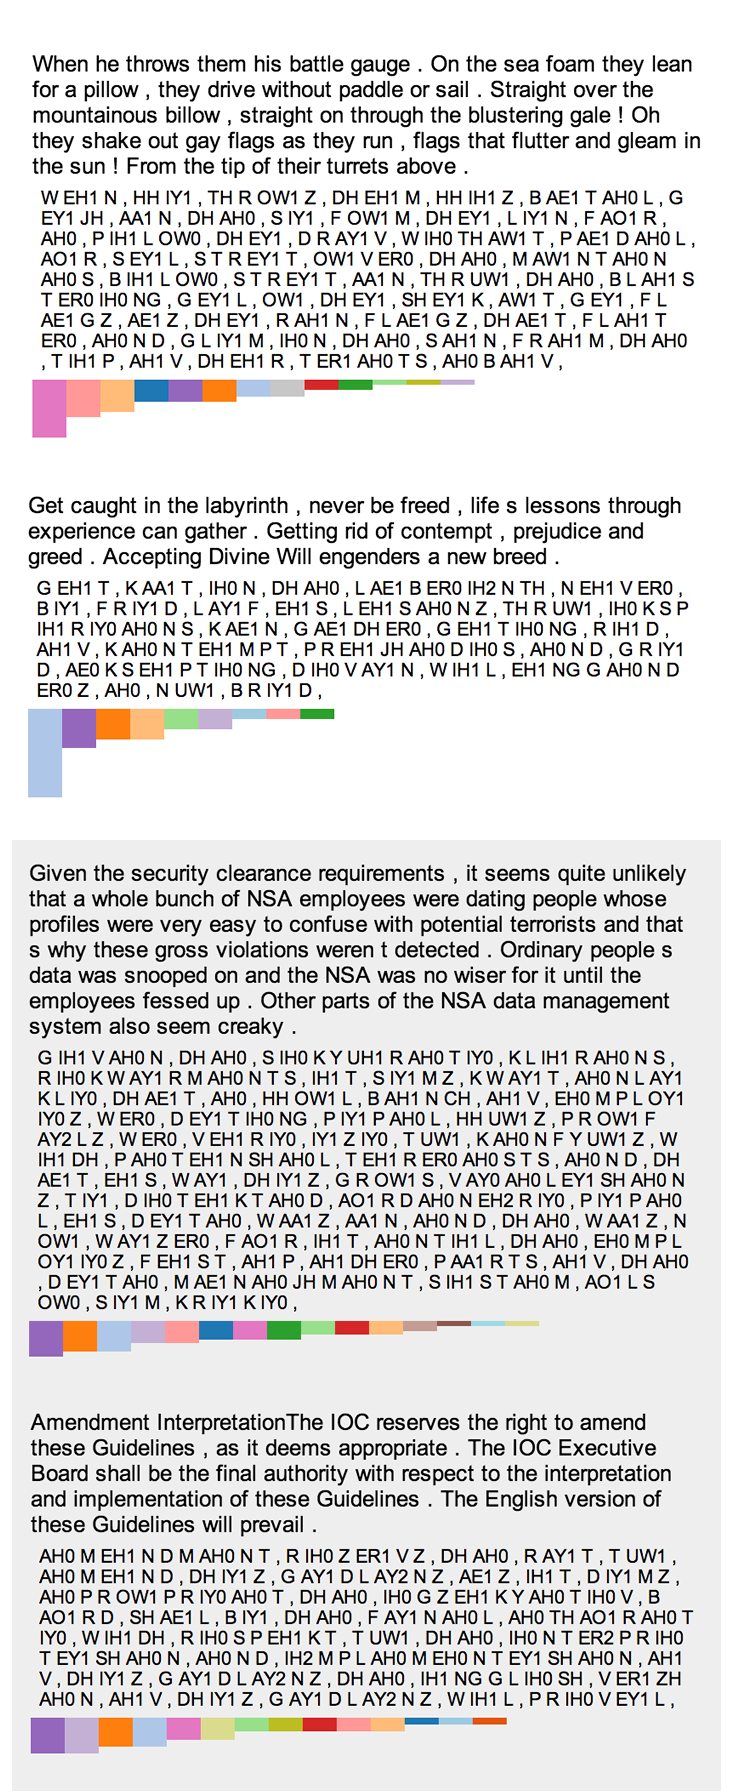 When he throws them his battle gauge . On the sea foam they lean
for a pillow , they drive without paddle or sail . Straight over the
mountainous billow , straight on through the blustering gale ! Oh
they shake out gay flags as they run , flags that flutter and gleam in
the sun ! From the tip of their turrets above .
W EH1 N , HH IY1 , TH R OW1 Z , DH EH1 M , HH IH1 Z , B AE1 T AH0 L , G
EY1 JH , AA1 N , DH AH0 , S IY1 , F OW1 M , DH EY1 , L IY1 N , F AO1 R ,
AH0 , P IH1 L OW0 , DH EY1 , D R AY1 V , W IH0 TH AW1 T , P AE1 D AH0 L ,
AO1 R , S EY1 L , S T R EY1 T , OW1 V ER0 , DH AH0 , M AW1 N T AH0 N
AH0 S , B IH1 L OW0 , S T R EY1 T , AA1 N , TH R UW1 , DH AH0 , B L AH1 S
T ER0 IH0 NG , G EY1 L , OW1 , DH EY1 , SH EY1 K , AW1 T , G EY1 , F L
AE1 G Z , AE1 Z , DH EY1 , R AH1 N , F L AE1 G Z , DH AE1 T , F L AH1 T
ER0 , AH0 N D , G L IY1 M , IH0 N , DH AH0 , S AH1 N , F R AH1 M , DH AH0
, T IH1 P , AH1 V , DH EH1 R , T ER1 AH0 T S , AH0 B AH1 V ,
Get caught in the labyrinth , never be freed , life s lessons through
experience can gather . Getting rid of contempt , prejudice and
greed . Accepting Divine Will engenders a new breed .
G EH1 T , K AA1 T , IH0 N , DH AH0 , L AE1 B ER0 IH2 N TH , N EH1 V ER0 ,
B IY1 , F R IY1 D , L AY1 F , EH1 S , L EH1 S AH0 N Z , TH R UW1 , IH0 K S P
IH1 R IY0 AH0 N S , K AE1 N , G AE1 DH ER0 , G EH1 T IH0 NG , R IH1 D ,
AH1 V , K AH0 N T EH1 M P T , P R EH1 JH AH0 D IH0 S , AH0 N D , G R IY1
D , AE0 K S EH1 P T IH0 NG , D IH0 V AY1 N , W IH1 L , EH1 NG G AH0 N D
ER0 Z , AH0 , N UW1 , B R IY1 D ,
Given the security clearance requirements , it seems quite unlikely
that a whole bunch of NSA employees were dating people whose
profiles were very easy to confuse with potential terrorists and that
s why these gross violations weren t detected . Ordinary people s
data was snooped on and the NSA was no wiser for it until the
employees fessed up . Other parts of the NSA data management
system also seem creaky .
G IH1 V AH0 N , DH AH0 , S IH0 K Y UH1 R AH0 T IY0 , K L IH1 R AH0 N S ,
R IH0 K W AY1 R M AH0 N T S , IH1 T , S IY1 M Z , K W AY1 T , AH0 N L AY1
K L IY0 , DH AE1 T , AH0 , HH OW1 L , B AH1 N CH , AH1 V , EH0 M P L OY1
IY0 Z , W ER0 , D EY1 T IH0 NG , P IY1 P AH0 L , HH UW1 Z , P R OW1 F
AY2 L Z , W ER0 , V EH1 R IY0 , IY1 Z IY0 , T UW1 , K AH0 N F Y UW1 Z , W
IH1 DH , P AH0 T EH1 N SH AH0 L , T EH1 R ER0 AH0 S T S , AH0 N D , DH
AE1 T , EH1 S , W AY1 , DH IY1 Z , G R OW1 S , V AY0 AH0 L EY1 SH AH0 N
Z , T IY1 , D IH0 T EH1 K T AH0 D , AO1 R D AH0 N EH2 R IY0 , P IY1 P AH0
L , EH1 S , D EY1 T AH0 , W AA1 Z , AA1 N , AH0 N D , DH AH0 , W AA1 Z , N
OW1 , W AY1 Z ER0 , F AO1 R , IH1 T , AH0 N T IH1 L , DH AH0 , EH0 M P L
OY1 IY0 Z , F EH1 S T , AH1 P , AH1 DH ER0 , P AA1 R T S , AH1 V , DH AH0
, D EY1 T AH0 , M AE1 N AH0 JH M AH0 N T , S IH1 S T AH0 M , AO1 L S
OW0 , S IY1 M , K R IY1 K IY0 ,
Amendment InterpretationThe IOC reserves the right to amend
these Guidelines , as it deems appropriate . The IOC Executive
Board shall be the final authority with respect to the interpretation
and implementation of these Guidelines . The English version of
these Guidelines will prevail .
AH0 M EH1 N D M AH0 N T , R IH0 Z ER1 V Z , DH AH0 , R AY1 T , T UW1 ,
AH0 M EH1 N D , DH IY1 Z , G AY1 D L AY2 N Z , AE1 Z , IH1 T , D IY1 M Z ,
AH0 P R OW1 P R IY0 AH0 T , DH AH0 , IH0 G Z EH1 K Y AH0 T IH0 V , B
AO1 R D , SH AE1 L , B IY1 , DH AH0 , F AY1 N AH0 L , AH0 TH AO1 R AH0 T
IY0 , W IH1 DH , R IH0 S P EH1 K T , T UW1 , DH AH0 , IH0 N T ER2 P R IH0
T EY1 SH AH0 N , AH0 N D , IH2 M P L AH0 M EH0 N T EY1 SH AH0 N , AH1
V , DH IY1 Z , G AY1 D L AY2 N Z , DH AH0 , IH1 NG G L IH0 SH , V ER1 ZH
AH0 N , AH1 V , DH IY1 Z , G AY1 D L AY2 N Z , W IH1 L , P R IH0 V EY1 L ,